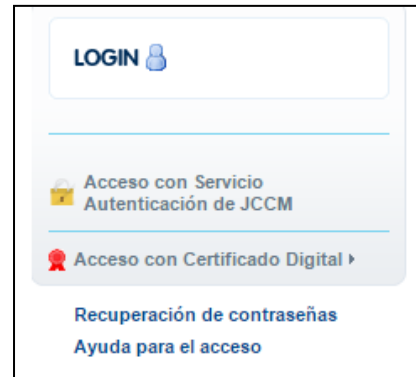 LOGIN
Acceso con Servicio
Autenticación de JCCM
Acceso con Certificado Digital
Recuperación de contraseñas
Ayuda para el acceso